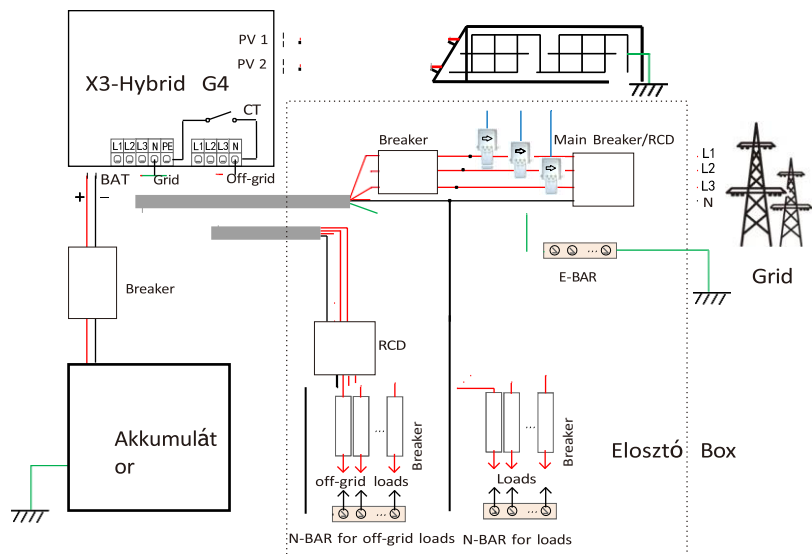 PV 1
PV 2
X3-Hybrid G4
CT
L1 L2 L3 N PE
L1 L2 L3 N
BAT
Grid
Off-grid
+
–
Breaker
Main Breaker/RCD
L1
L2
L3
N
E-BAR
Grid
Breaker
RCD
Akkumulát
or
...
Breaker
off-grid loads
...
N-BAR for off-grid loads
...
Breaker
Loads
...
N-BAR for loads
Elosztó Box